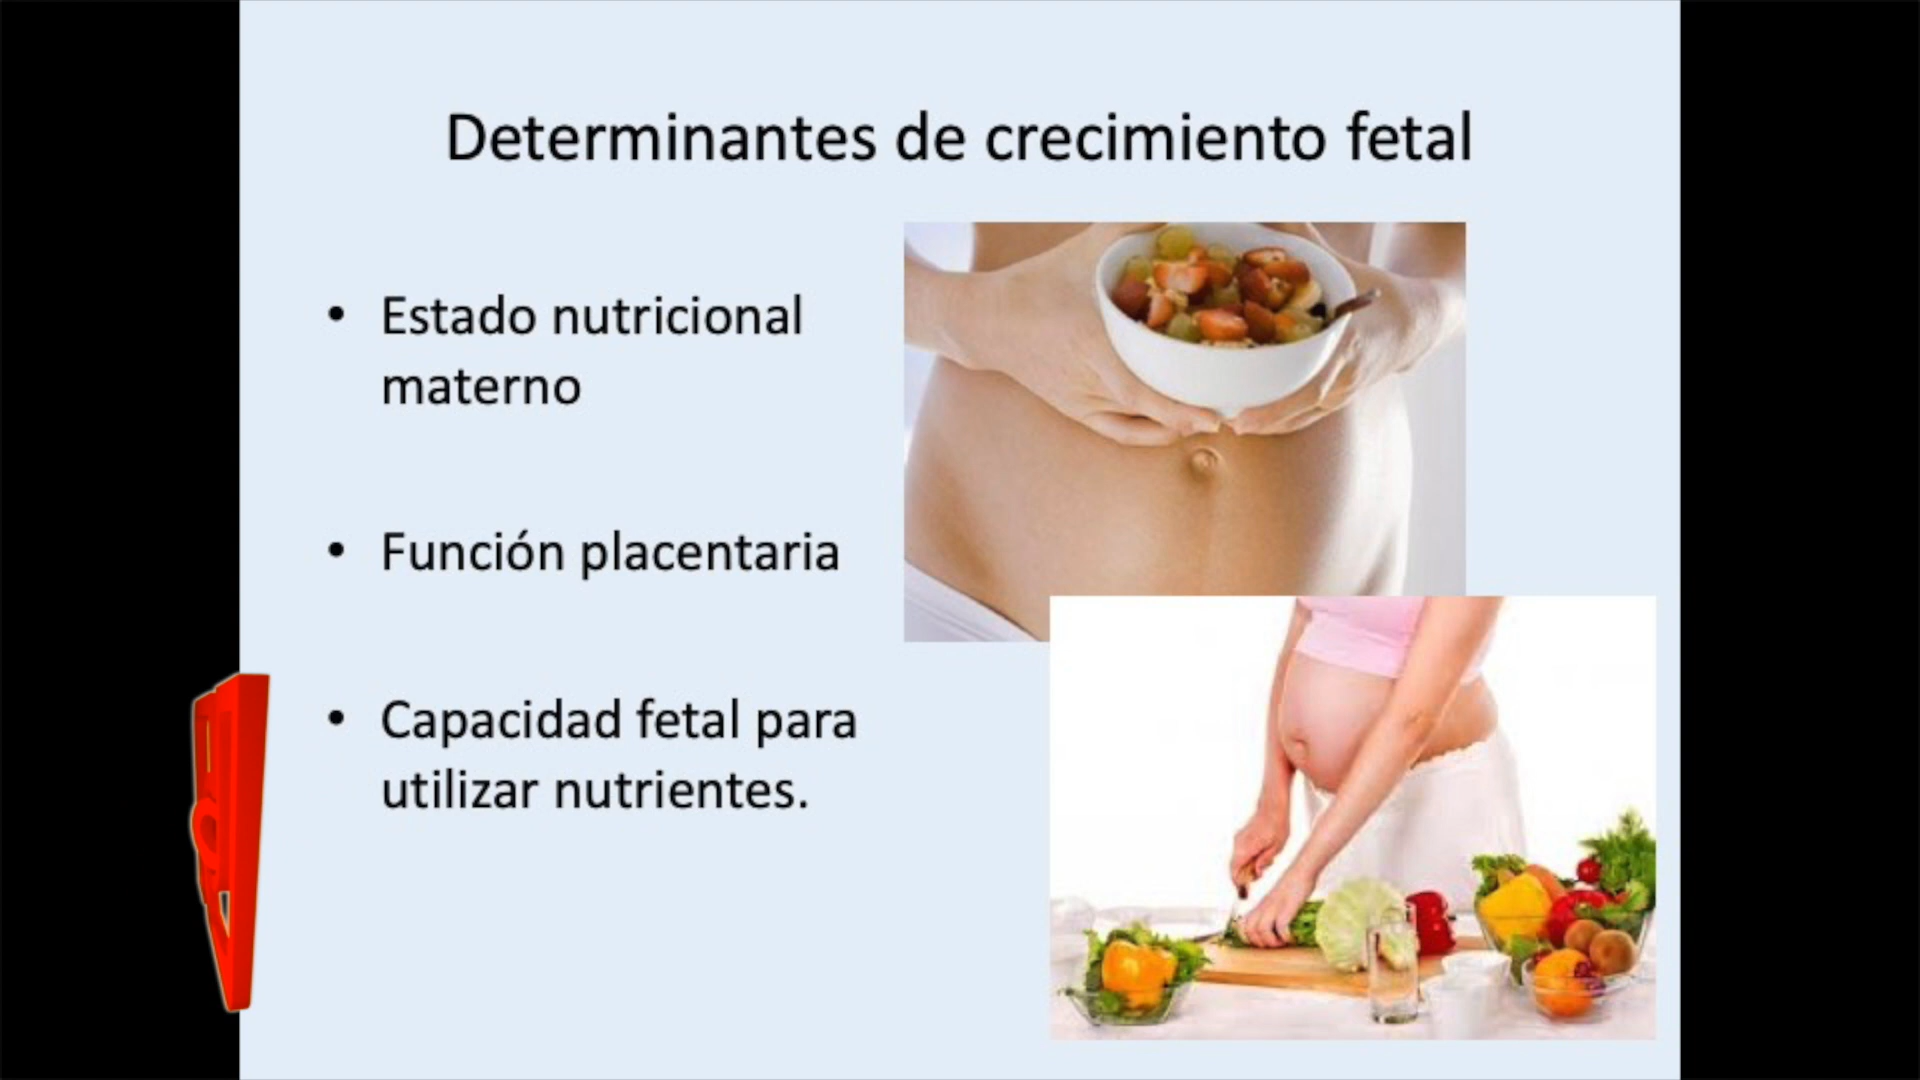 Determinantes de crecimiento fetal
• Estado nutricional
materno
• Función placentaria
• Capacidad fetal para
utilizar nutrientes.